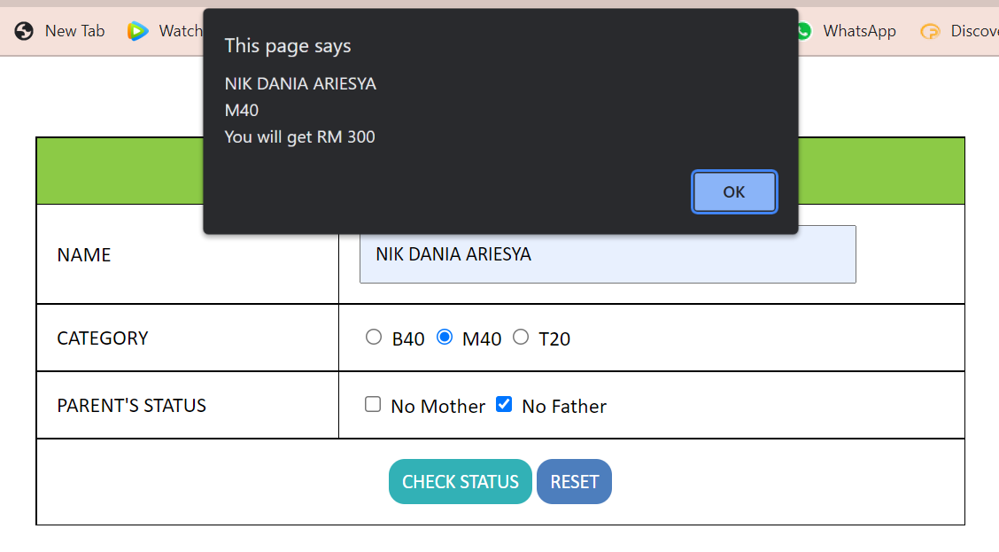 New Tab Watch WhatsApp Discov
This page says
NIK DANIA ARIESYA
M40
You will get RM 300
OK
NAME NIK DANIA ARIESYA
CATEGORY B40 M40 T20
PARENT'S STATUS No Mother No Father
CHECK STATUS RESET